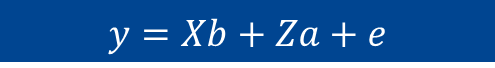 y = Xb + Za + e